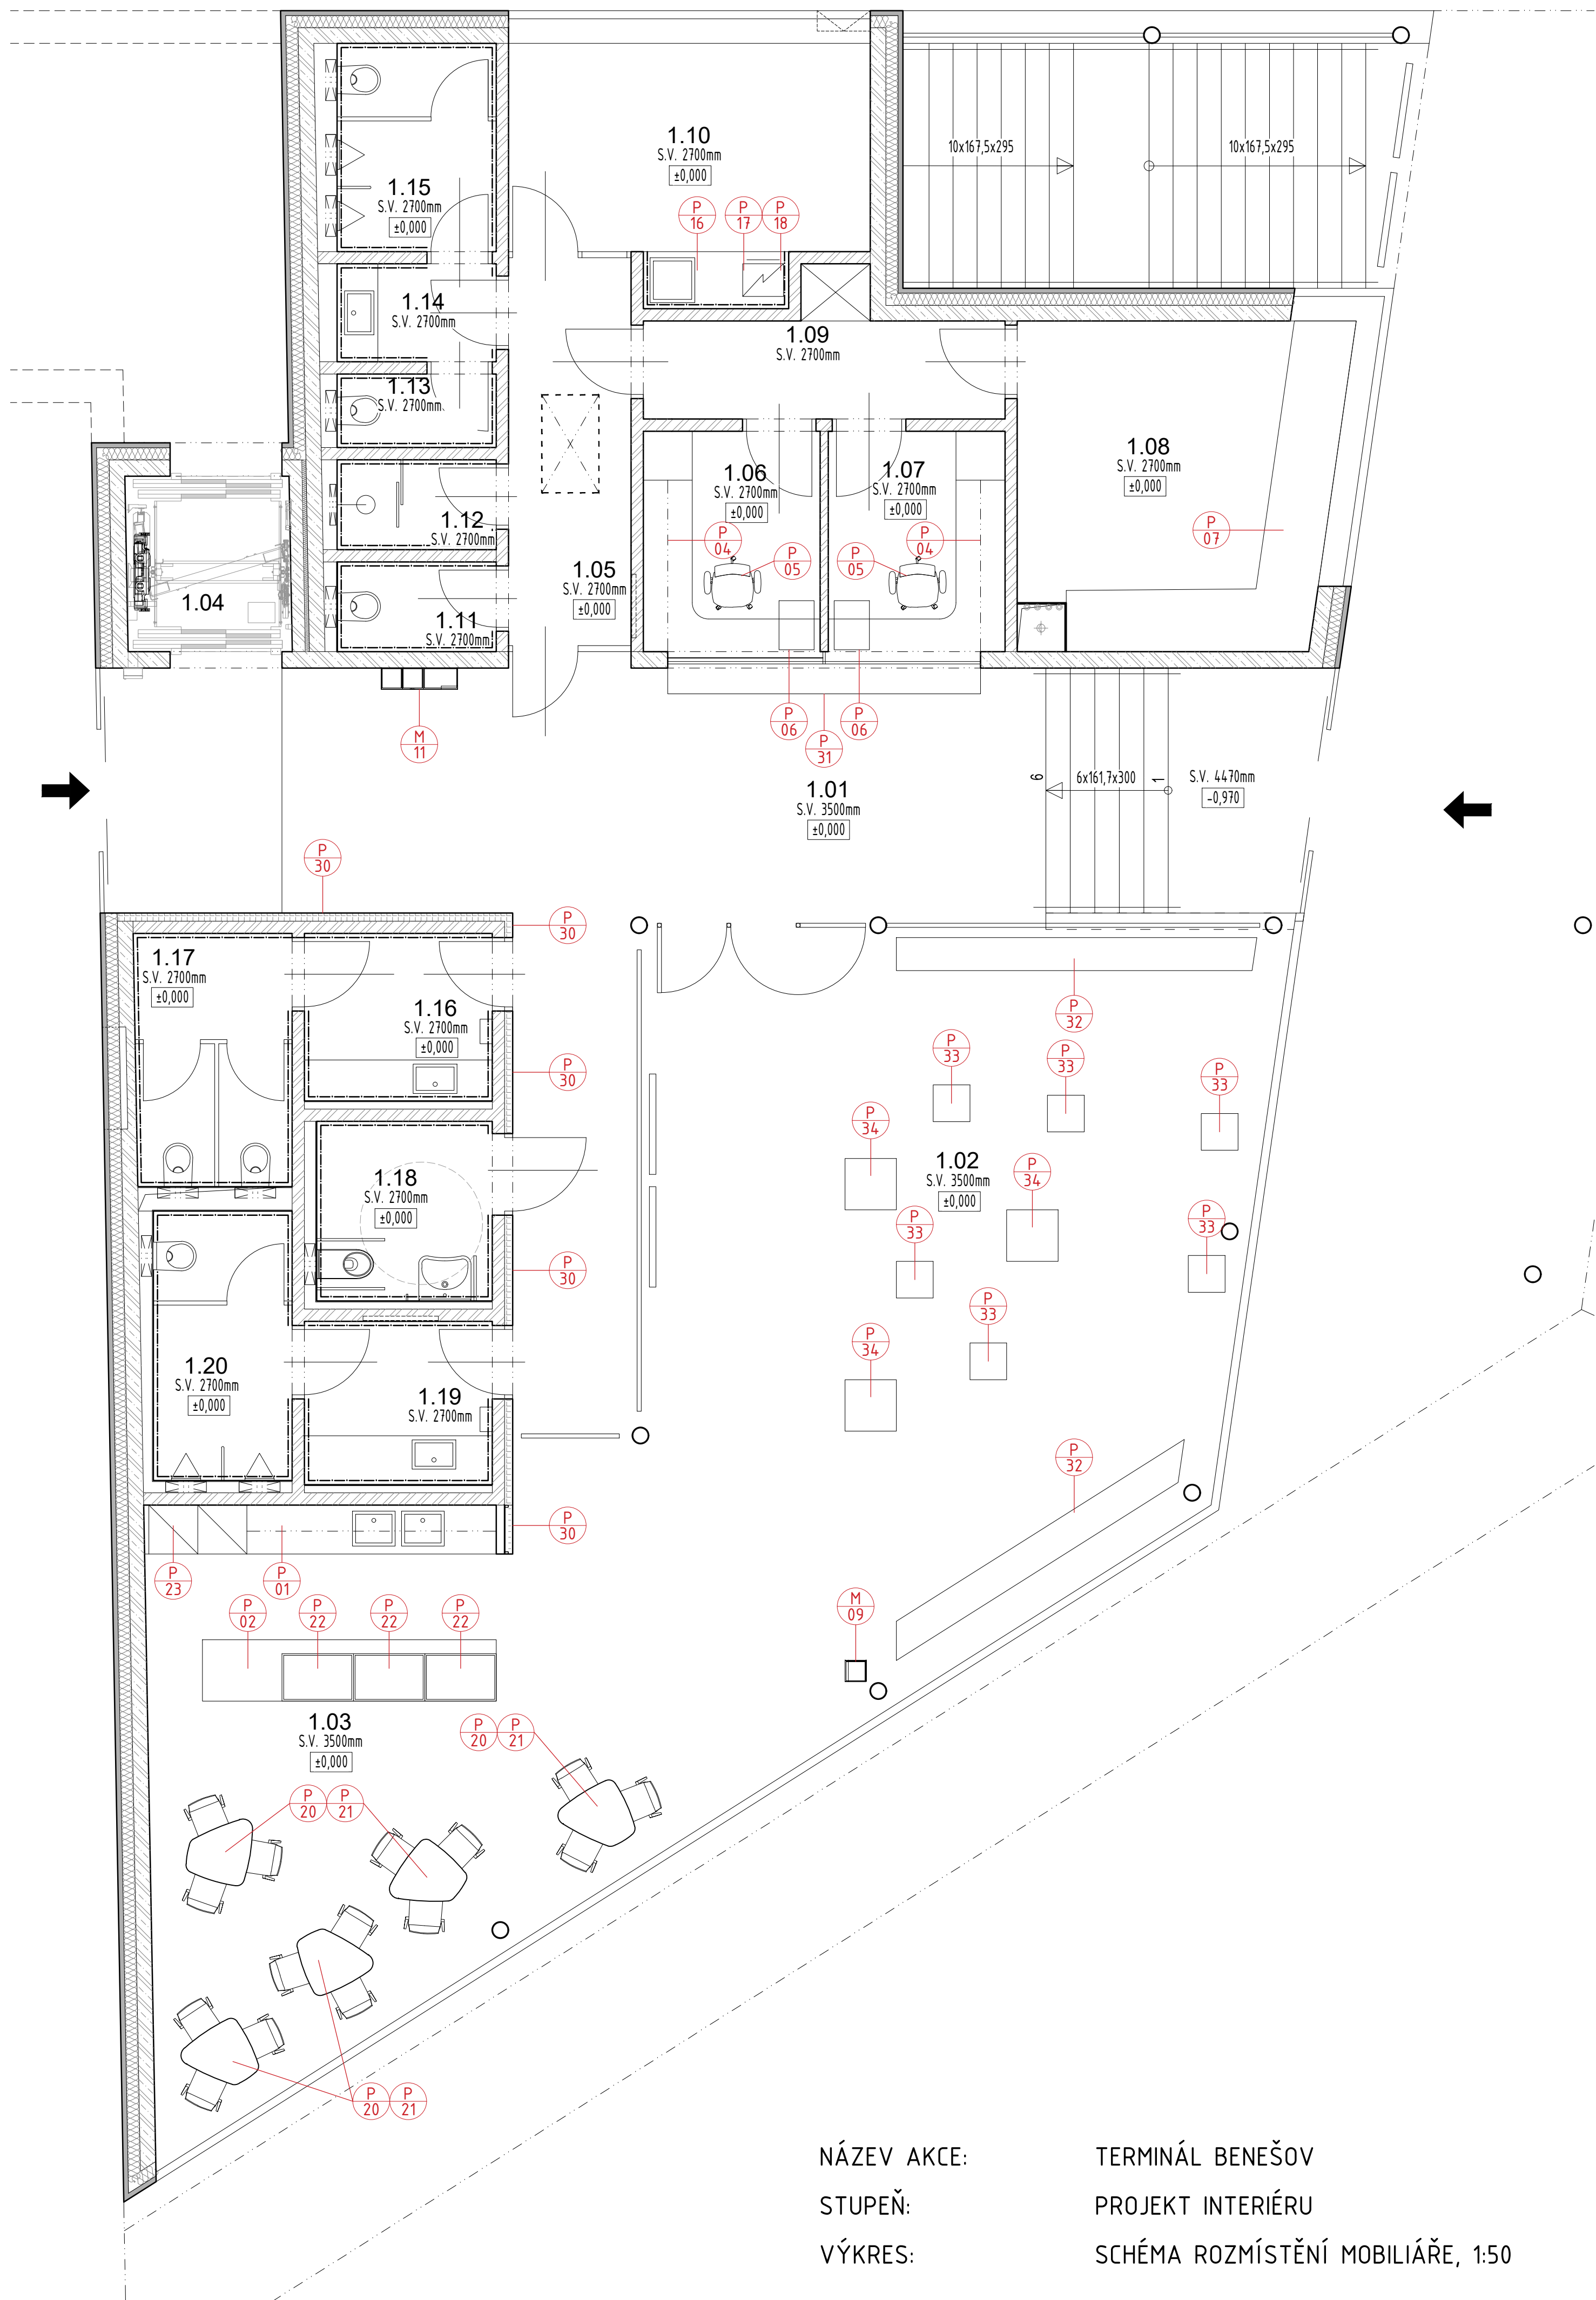 1.10
S.V. 2700mm
±0,000
10x167,5x295
10x167,5x295
1.15
S.V. 2700mm
±0,000
P
16
P
17
P
18
1.14
S.V. 2700mm
1.09
S.V. 2700mm
1.13
S.V. 2700mm
1.08
S.V. 2700mm
±0,000
1.06
S.V. 2700mm
±0,000
1.07
S.V. 2700mm
±0,000
1.12
S.V. 2700mm
P
07
P
04
P
04
P
05
P
05
1.05
S.V. 2700mm
±0,000
1.04
1.11
S.V. 2700mm
P
06
P
06
M
11
P
31
1.01
S.V. 3500mm
±0,000
6
6x161,7x300
1
S.V. 4470mm
-0,970
P
30
P
30
1.17
S.V. 2700mm
±0,000
1.16
S.V. 2700mm
±0,000
P
32
P
33
P
33
P
33
P
30
P
34
1.02
S.V. 3500mm
±0,000
P
34
1.18
S.V. 2700mm
±0,000
P
33
P
33
P
30
P
33
P
34
1.20
S.V. 2700mm
±0,000
1.19
S.V. 2700mm
P
32
P
30
P
23
P
01
P
02
P
22
P
22
P
22
M
09
1.03
S.V. 3500mm
±0,000
P
20
P
21
P
20
P
21
P
20
P
21
NÁZEV AKCE: TERMINÁL BENEŠOV
STUPEŇ: PROJEKT INTERIÉRU
VÝKRES: SCHÉMA ROZMÍSTĚNÍ MOBILIÁŘE, 1:50